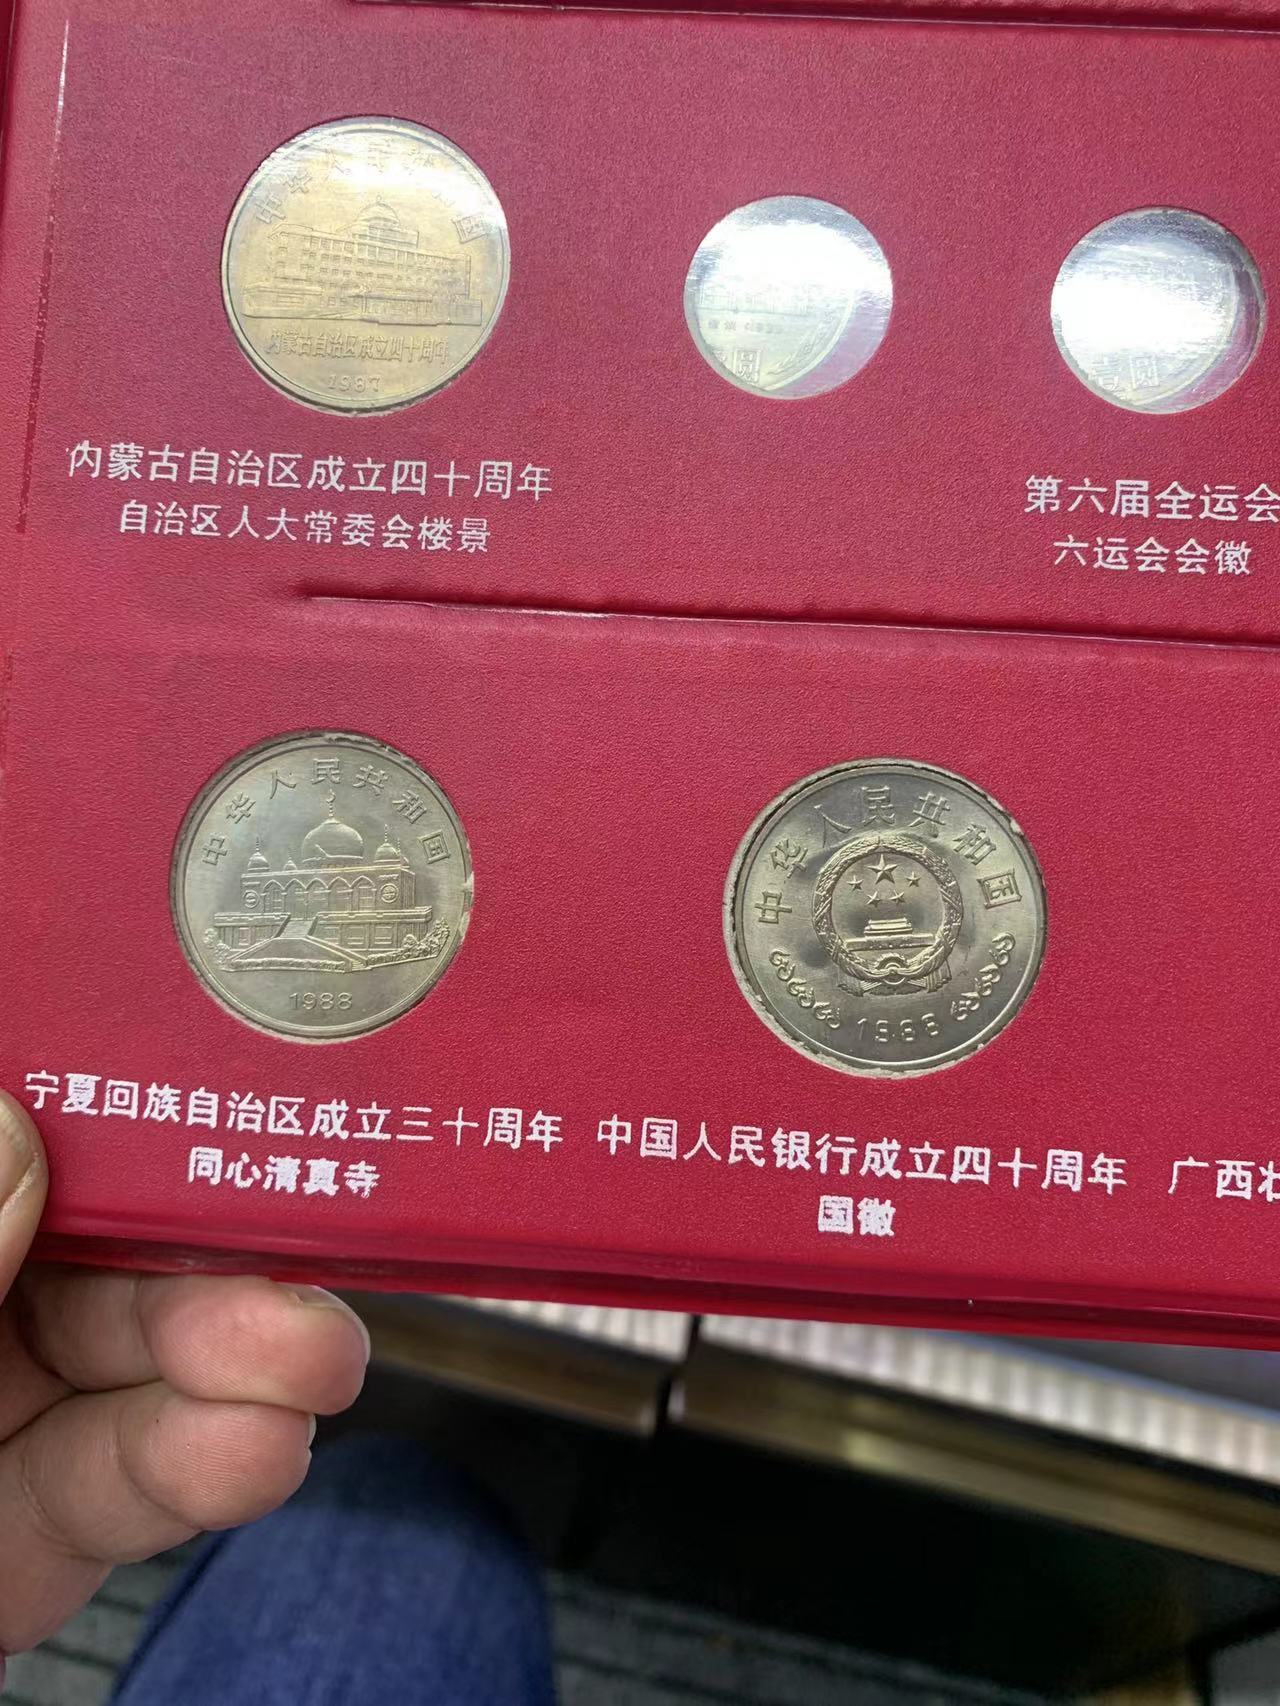 中华人民共和国
内蒙古自治区成立四十周年
1987
圆
壹圆
内蒙古自治区成立四十周年
自治区人大常委会楼景
第六届全运会
六运会会徽
中华人民共和国
1988
中华人民共和国
1988
宁夏回族自治区成立三十周年
同心清真寺
中国人民银行成立四十周年
国徽
广西壮